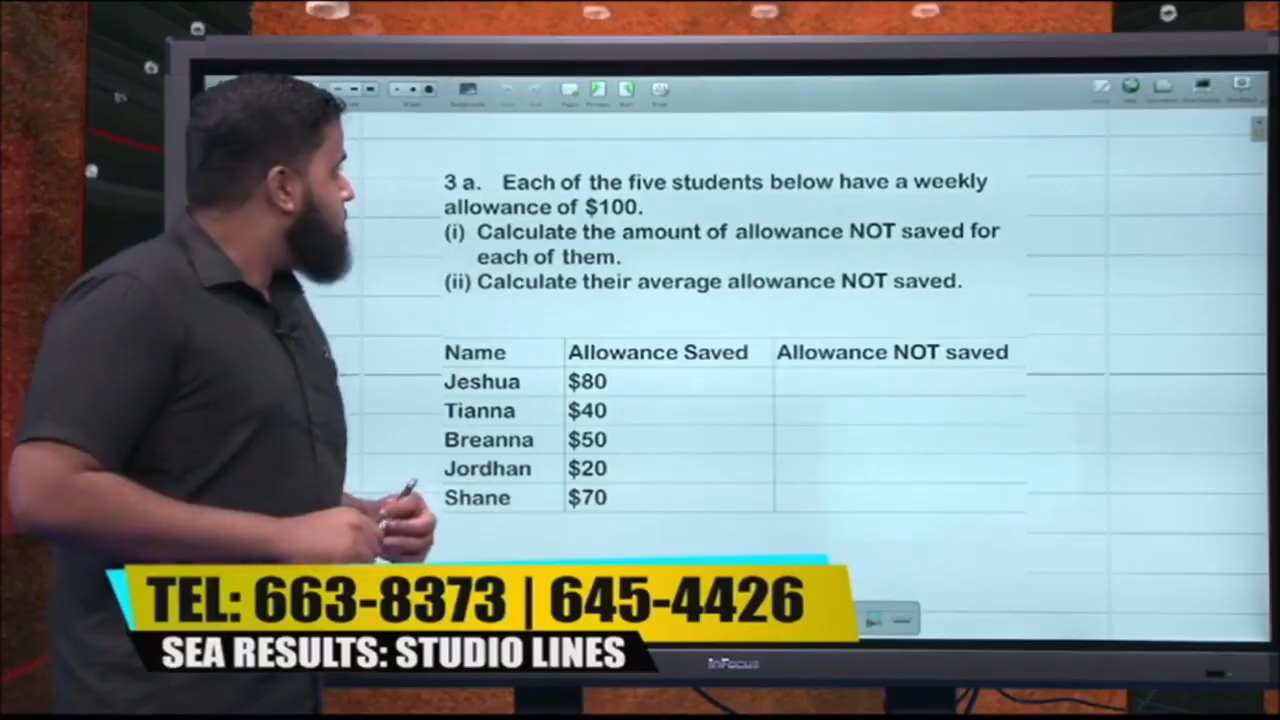 3 a. Each of the five students below have a weekly
allowance of $100.
(i) Calculate the amount of allowance NOT saved for
each of them.
(ii) Calculate their average allowance NOT saved.
Name Allowance Saved Allowance NOT saved
Jeshua $80
Tianna $40
Breanna $50
Jordhan $20
Shane $70
TEL: 663-8373 | 645-4426
SEA RESULTS: STUDIO LINES
InFocus